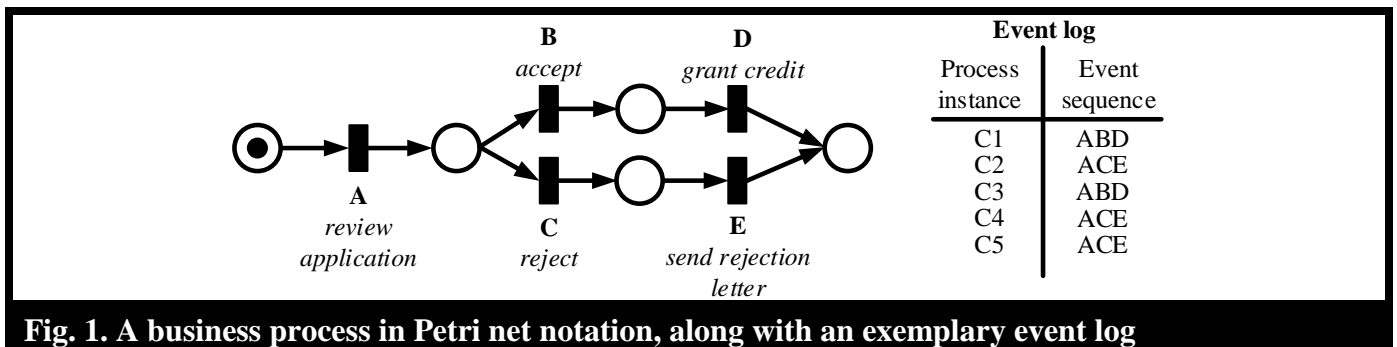 B
accept
D
grant credit
A
review
application
C
reject
E
send rejection
letter
Event log
Process
instance
Event
sequence
C1 ABD
C2 ACE
C3 ABD
C4 ACE
C5 ACE
Fig. 1. A business process in Petri net notation, along with an exemplary event log